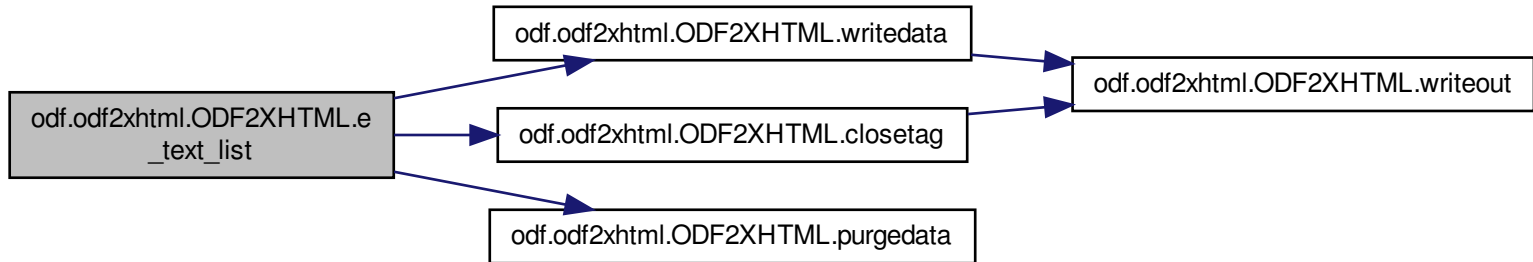 odf.odf2xhtml.ODF2XHTML.e
_text_list
odf.odf2xhtml.ODF2XHTML.writedata
odf.odf2xhtml.ODF2XHTML.closetag
odf.odf2xhtml.ODF2XHTML.purgedata
odf.odf2xhtml.ODF2XHTML.writeout